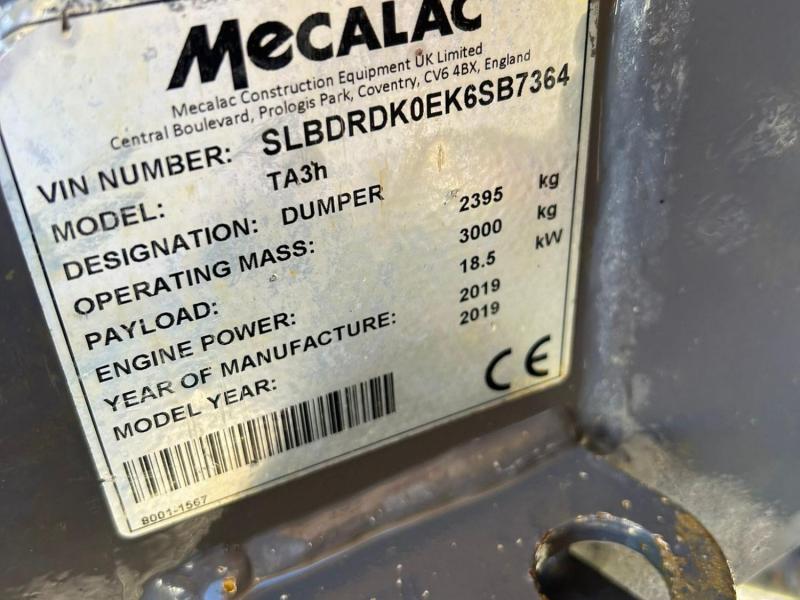 MECALAC
Mecalac Construction Equipment UK Limited
Central Boulevard, Prologis Park, Coventry, CV6 4BX, England
VIN NUMBER: SLBDRDK0EK6SB7364
MODEL: TA3h
DESIGNATION: DUMPER
OPERATING MASS: 2395 kg
PAYLOAD: 3000 kg
ENGINE POWER: 18.5 kW
YEAR OF MANUFACTURE: 2019
MODEL YEAR: 2019
CE
8001-1567